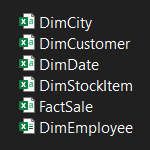 DimCity
DimCustomer
DimDate
DimStockItem
FactSale
DimEmployee